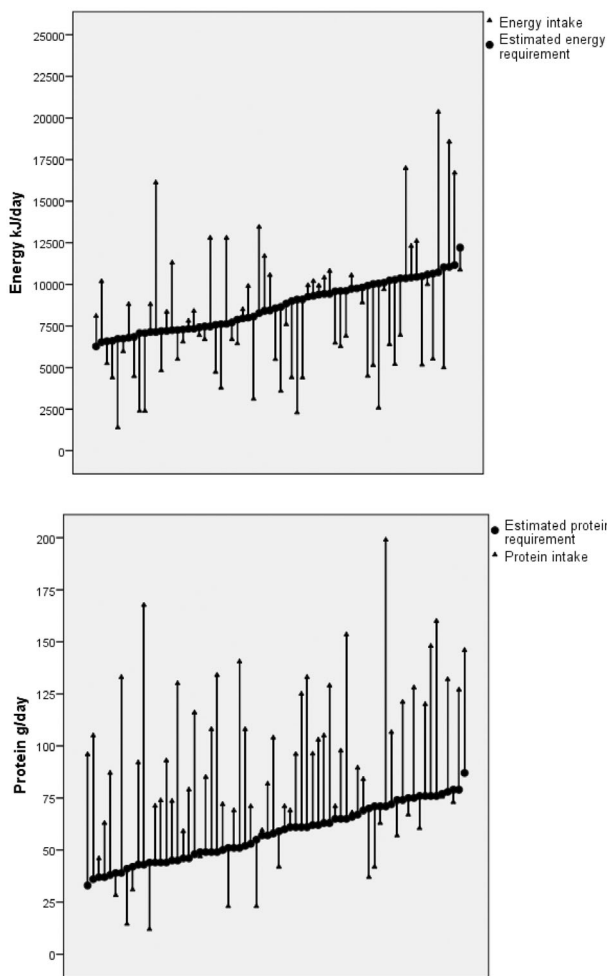 25000
22500
20000
17500
15000
12500
10000
7500
5000
2500
0
Energy kJ/day
Energy intake
Estimated energy
requirement
200
175
150
125
100
75
50
25
0
Protein g/day
Estimated protein
requirement
Protein intake